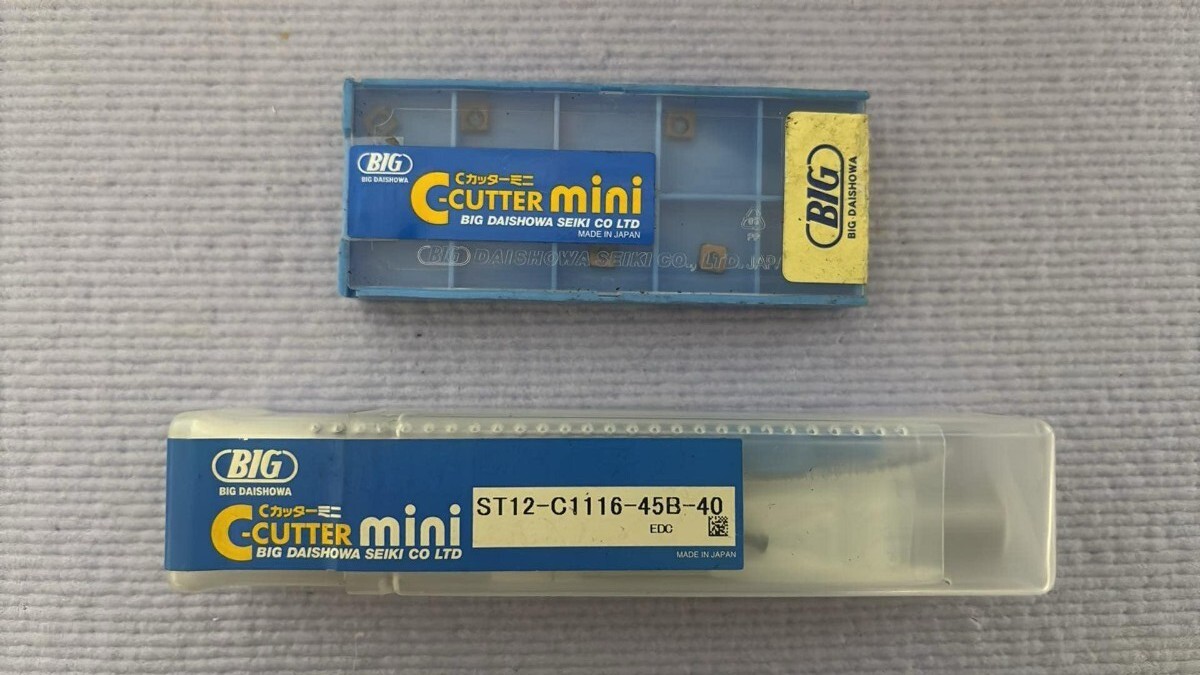 BIG
BIG DAISHOWA
Cカッターミニ
C-CUTTER mini
BIG DAISHOWA SEIKI CO LTD
MADE IN JAPAN
BIG
BIG DAISHOWA
PP
BIG DAISHOWA SEIKI CO., LTD. JAPA
BIG
BIG DAISHOWA
Cカッターミニ
C-CUTTER mini
BIG DAISHOWA SEIKI CO LTD
ST12-C1116-45B-40
EDC
MADE IN JAPAN